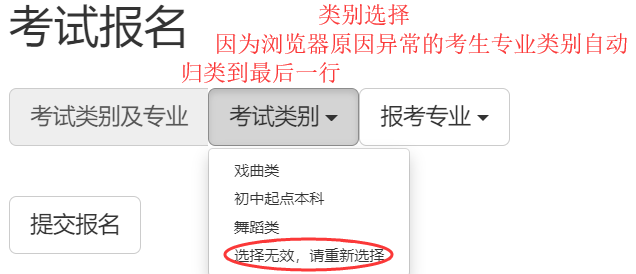 考试报名
类别选择
因为浏览器原因异常的考生专业类别自动
归类到最后一行
考试类别及专业 考试类别 报考专业
戏曲类
初中起点本科
舞蹈类
选择无效，请重新选择
提交报名